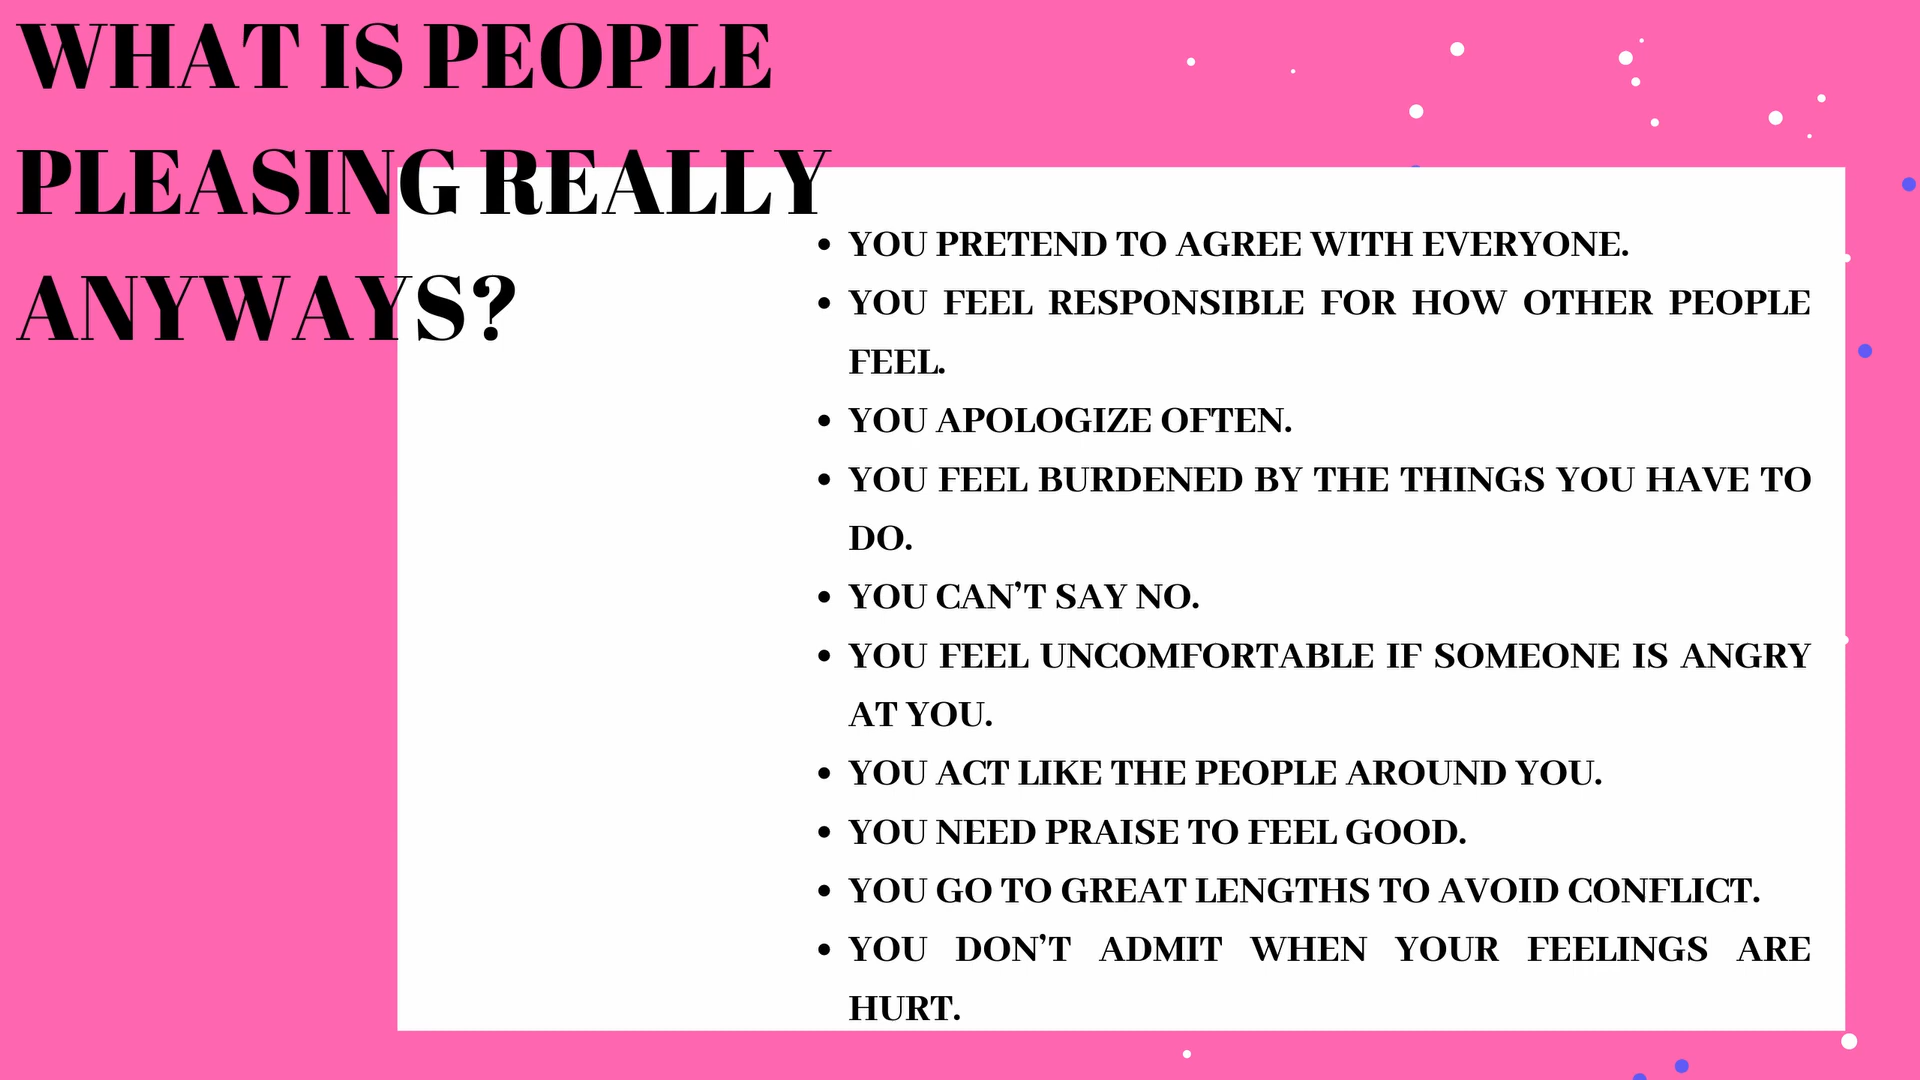 WHAT IS PEOPLE
PLEASING REALLY
ANYWAYS?
• YOU PRETEND TO AGREE WITH EVERYONE.
• YOU FEEL RESPONSIBLE FOR HOW OTHER PEOPLE
FEEL.
• YOU APOLOGIZE OFTEN.
• YOU FEEL BURDENED BY THE THINGS YOU HAVE TO
DO.
• YOU CAN’T SAY NO.
• YOU FEEL UNCOMFORTABLE IF SOMEONE IS ANGRY
AT YOU.
• YOU ACT LIKE THE PEOPLE AROUND YOU.
• YOU NEED PRAISE TO FEEL GOOD.
• YOU GO TO GREAT LENGTHS TO AVOID CONFLICT.
• YOU DON’T ADMIT WHEN YOUR FEELINGS ARE
HURT.